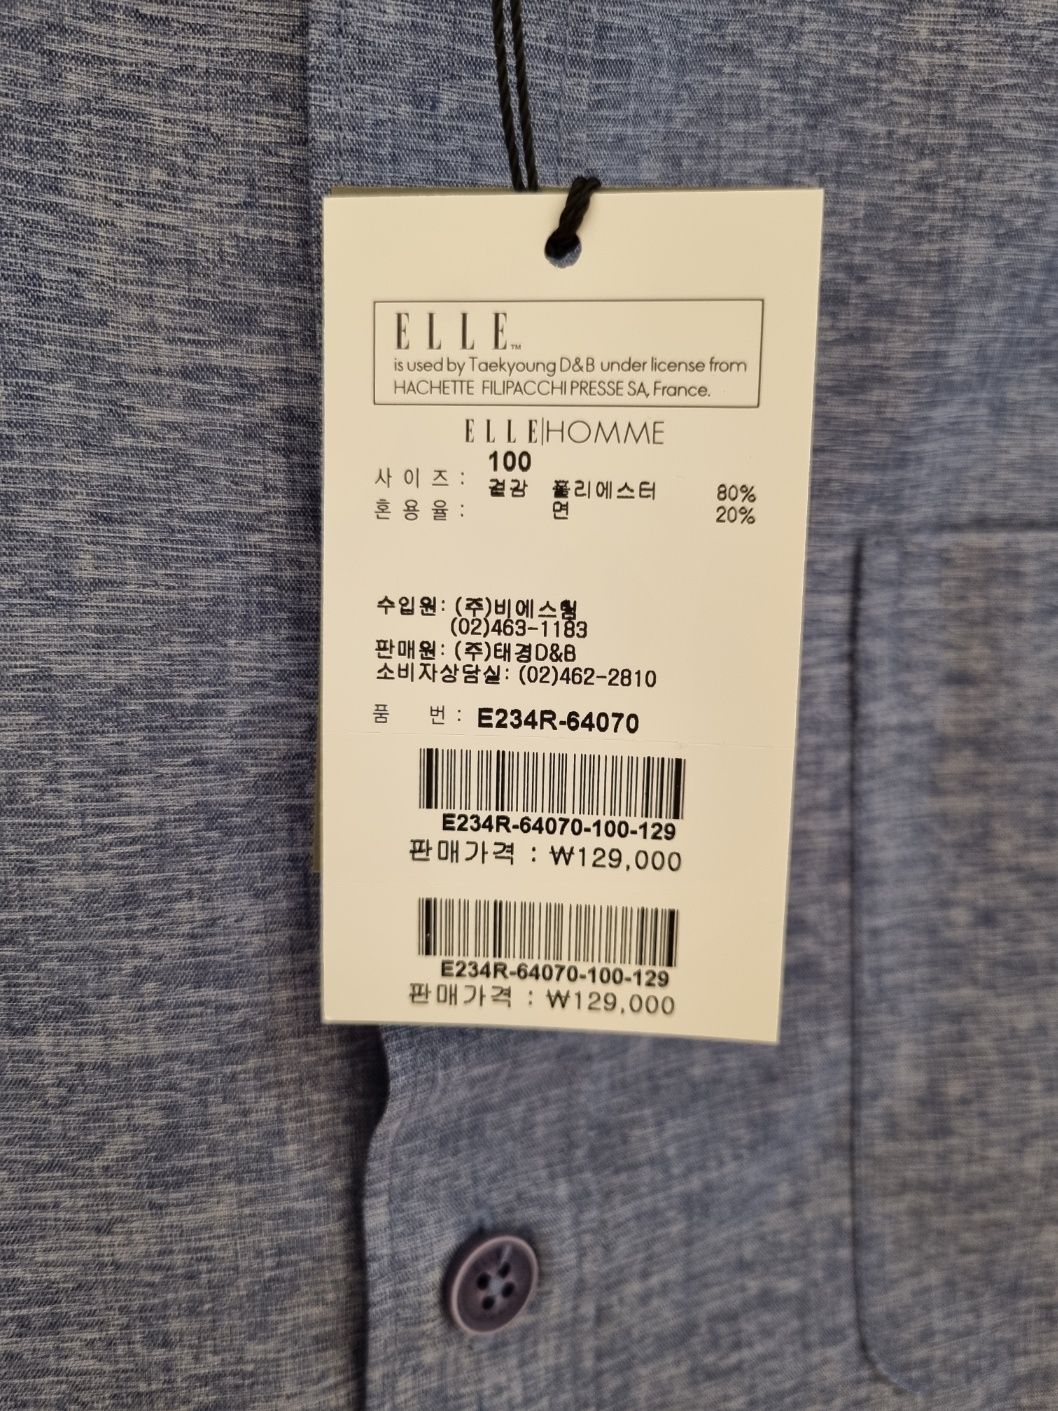 ELLE™
is used by Taekyoung D&B under license from
HACHETTE FILIPACCHI PRESSE SA, France.
ELLE|HOMME
사이즈: 100
혼용율: 겉감 폴리에스터 80%
면 20%
수입원: (주)비에스
(02)463-1183
판매원: (주)태경D&B
소비자상담실: (02)462-2810
품 번: E234R-64070
E234R-64070-100-129
판매가격 : ₩129,000
E234R-64070-100-129
판매가격 : ₩129,000